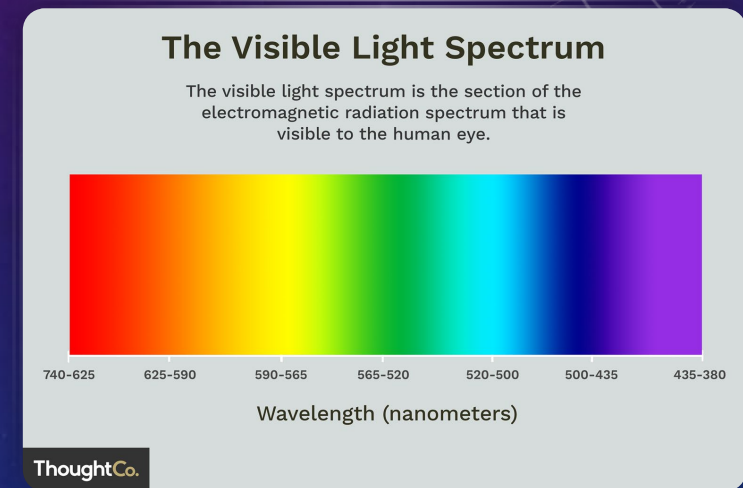 The Visible Light Spectrum
The visible light spectrum is the section of the
electromagnetic radiation spectrum that is
visible to the human eye.
740-625 625-590 590-565 565-520 520-500 500-435 435-380
Wavelength (nanometers)
ThoughtCo.